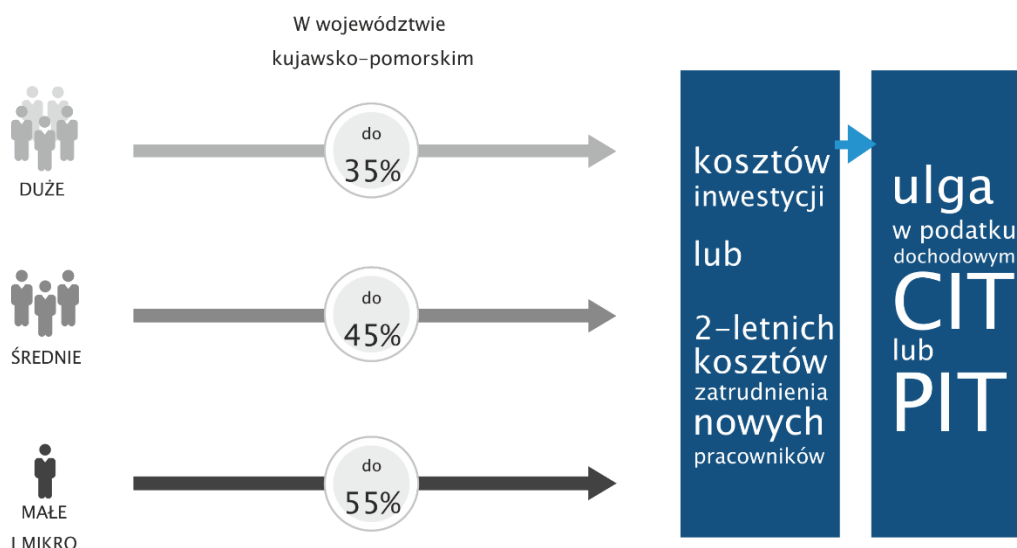 W województwie
kujawsko-pomorskim
DUŻE
do
35%
ŚREDNIE
do
45%
MAŁE
I MIKRO
do
55%
kosztów
inwestycji
lub
2-letnich
kosztów
zatrudnienia
nowych
pracowników
ulga
w podatku
dochodowym
CIT
lub
PIT